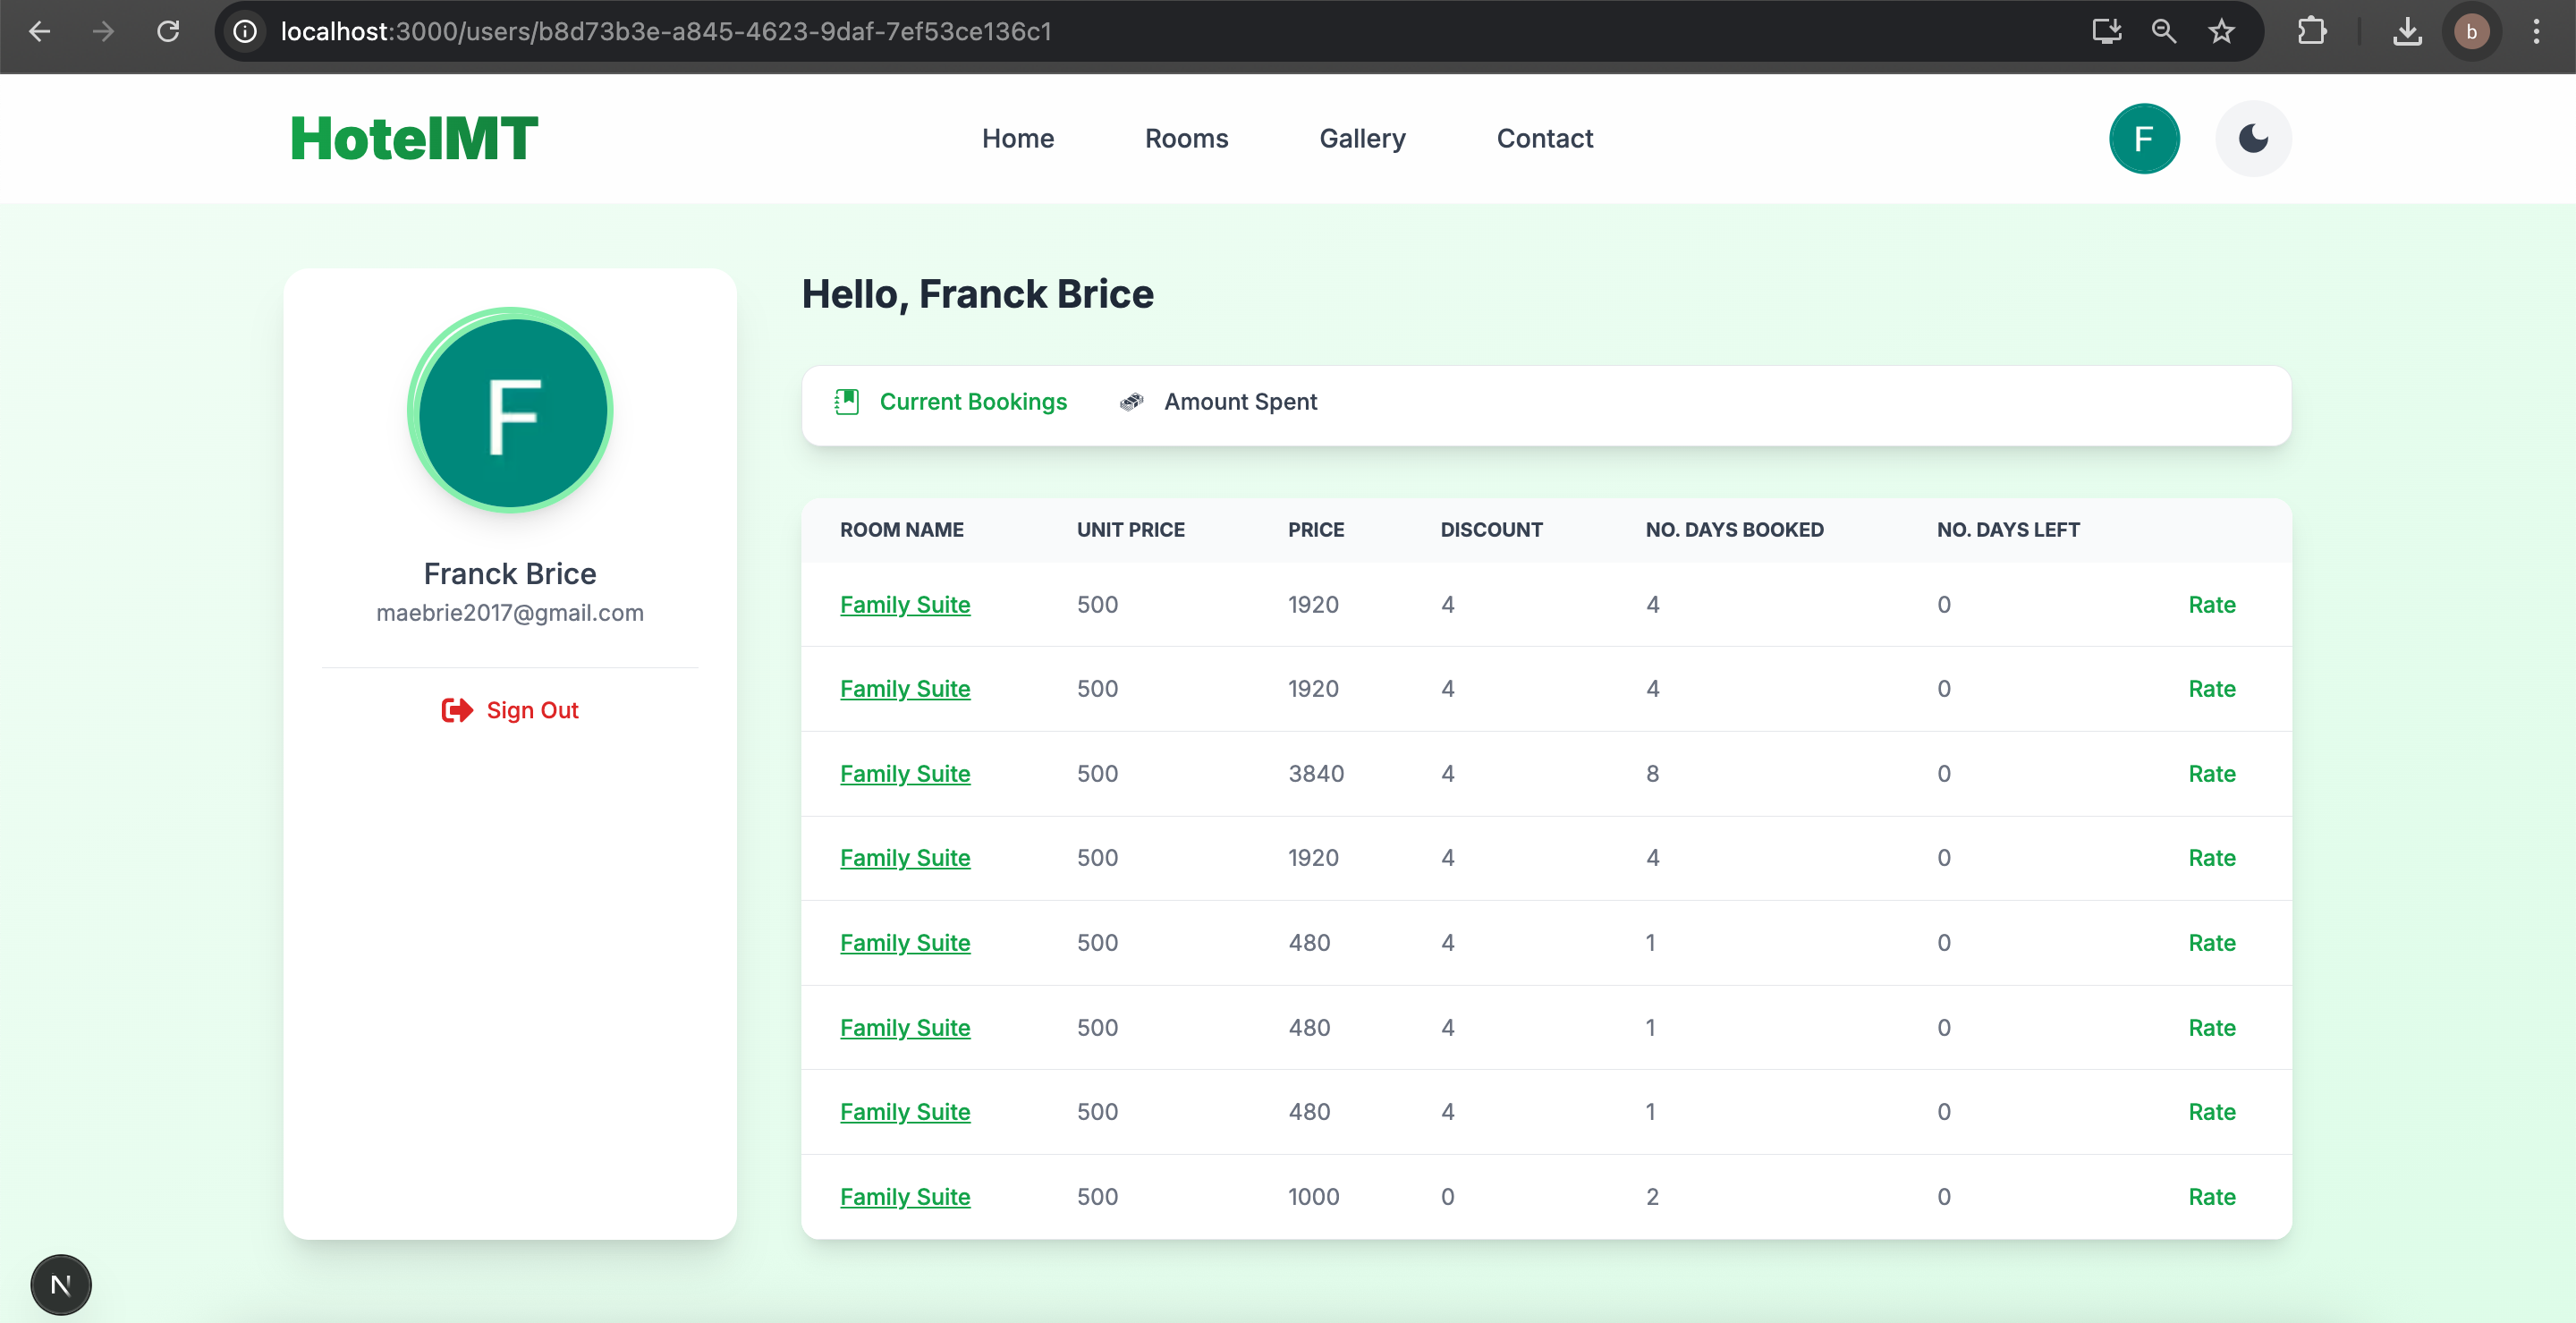 localhost:3000/users/b8d73b3e-a845-4623-9daf-7ef53ce136c1
b
HotelMT
Home Rooms Gallery Contact
F
F
Franck Brice
maebrie2017@gmail.com
Sign Out
Hello, Franck Brice
Current Bookings Amount Spent
ROOM NAME UNIT PRICE PRICE DISCOUNT NO. DAYS BOOKED NO. DAYS LEFT
Family Suite 500 1920 4 4 0 Rate
Family Suite 500 1920 4 4 0 Rate
Family Suite 500 3840 4 8 0 Rate
Family Suite 500 1920 4 4 0 Rate
Family Suite 500 480 4 1 0 Rate
Family Suite 500 480 4 1 0 Rate
Family Suite 500 480 4 1 0 Rate
Family Suite 500 1000 0 2 0 Rate
N